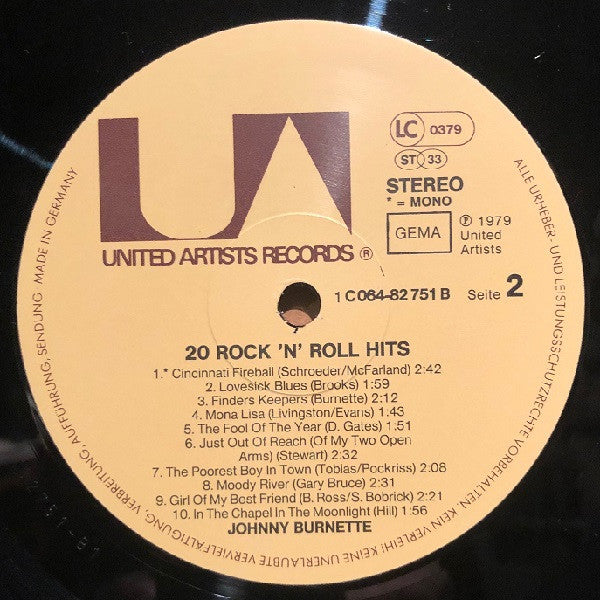 UA
UNITED ARTISTS RECORDS ®
LC 0379
ST 33
STEREO
* = MONO
GEMA
℗ 1979
United
Artists
1C064-82 751 B Seite 2
20 ROCK 'N' ROLL HITS
1.* Cincinnati Fireball (Schroeder/McFarland) 2:42
2. Lovesick Blues (Brooks) 1:59
3. Finders Keepers (Burnette) 2:12
4. Mona Lisa (Livingston/Evans) 1:43
5. The Fool Of The Year (D. Gates) 2:01
6. Just Out Of Reach (Of My Two Open
Arms) (Stewart) 2:22
7. The Poorest Boy In Town (Tobias/Pockriss) 2:08
8. Moody River (Gary Bruce) 2:31
9. Girl Of My Best Friend (B. Ross/S. Bobrick) 2:21
10. In The Chapel In The Moonlight (Hill) 1:56
JOHNNY BURNETTE
ALLE URHEBER- UND LEISTUNGSSCHUTZRECHTE VORBEHALTEN. KEIN VERLEIH! KEINE UNERLAUBTE VERVIELFÄLTIGUNG, VERBREITUNG, AUFFÜHRUNG, SENDUNG MADE IN GERMANY